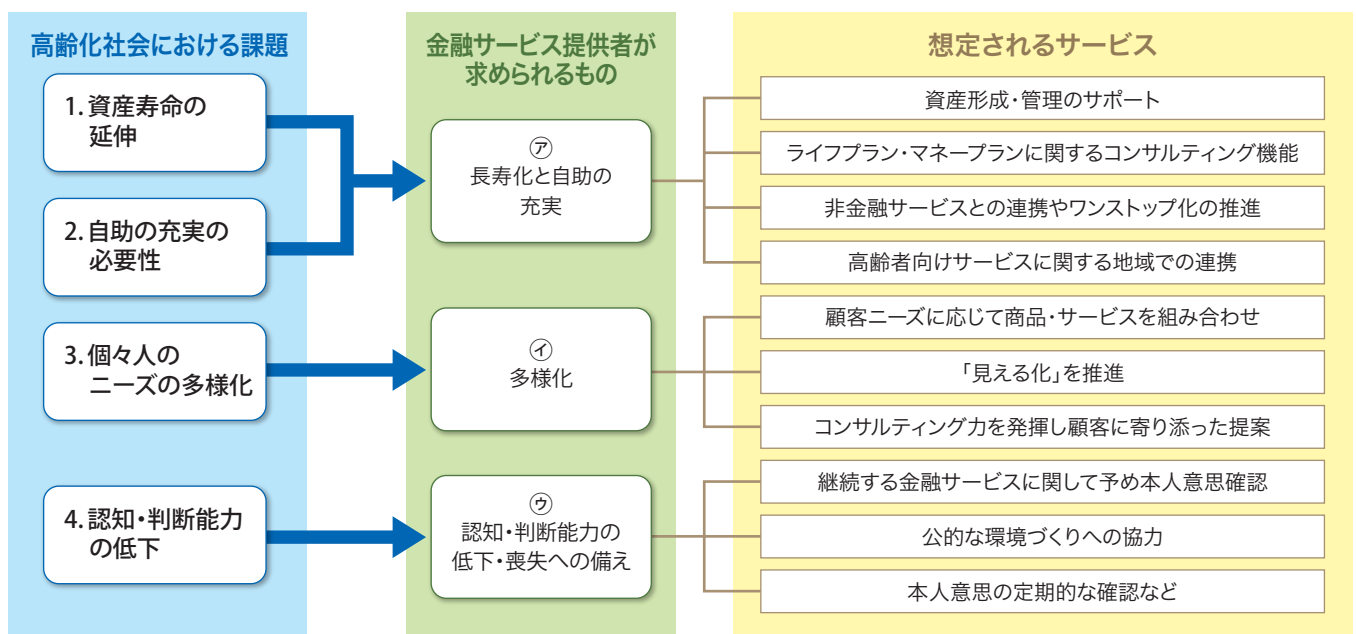 高齢化社会における課題
1.資産寿命の
延伸
2.自助の充実の
必要性
3.個々人の
ニーズの多様化
4.認知・判断能力
の低下
金融サービス提供者が
求められるもの
㋐
長寿化と自助の
充実
㋑
多様化
㋒
認知・判断能力の
低下・喪失への備え
想定されるサービス
資産形成・管理のサポート
ライフプラン・マネープランに関するコンサルティング機能
非金融サービスとの連携やワンストップ化の推進
高齢者向けサービスに関する地域での連携
顧客ニーズに応じて商品・サービスを組み合わせ
「見える化」を推進
コンサルティング力を発揮し顧客に寄り添った提案
継続する金融サービスに関して予め本人意思確認
公的な環境づくりへの協力
本人意思の定期的な確認など